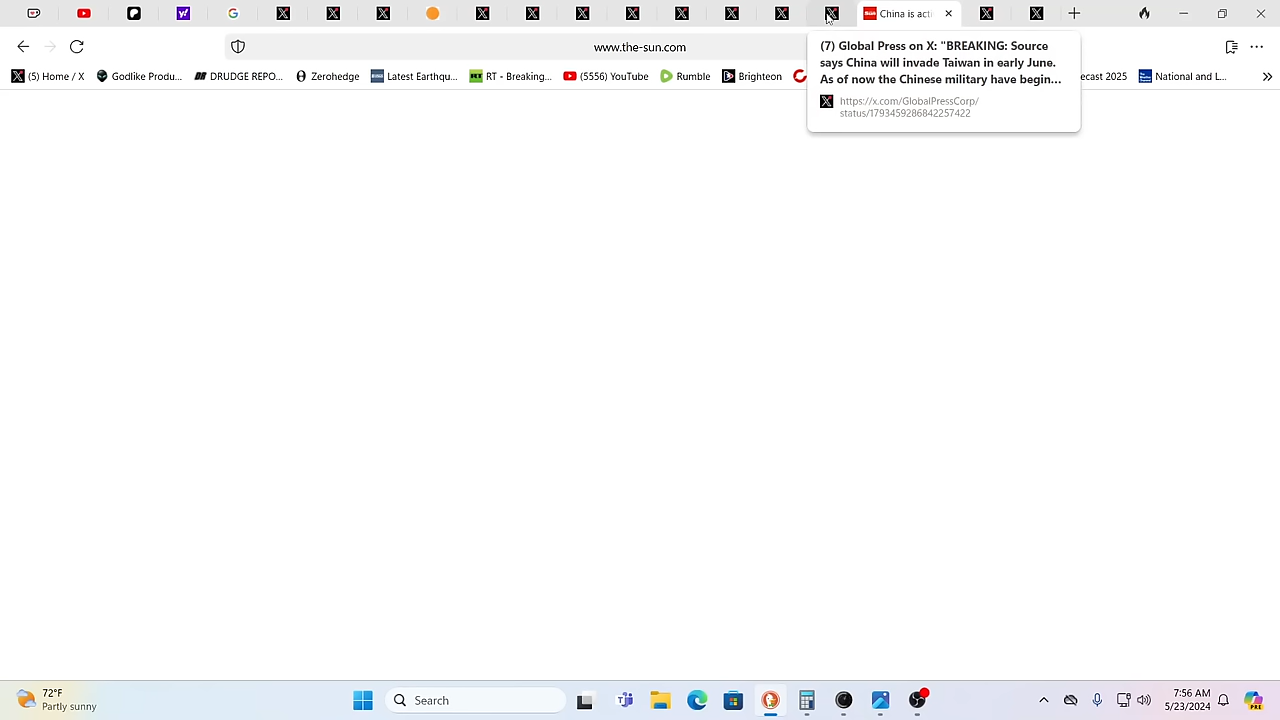 China is acti
www.the-sun.com
(7) Global Press on X: "BREAKING: Source
says China will invade Taiwan in early June.
As of now the Chinese military have begin...
https://x.com/GlobalPressCorp/
status/1793459286842257422
(5) Home / X
Godlike Produ...
DRUDGE REPO...
Zerohedge
Latest Earthqu...
RT - Breaking...
(5556) YouTube
Rumble
Brighteon
ecast 2025
National and L...
72°F
Partly sunny
Search
7:56 AM
5/23/2024